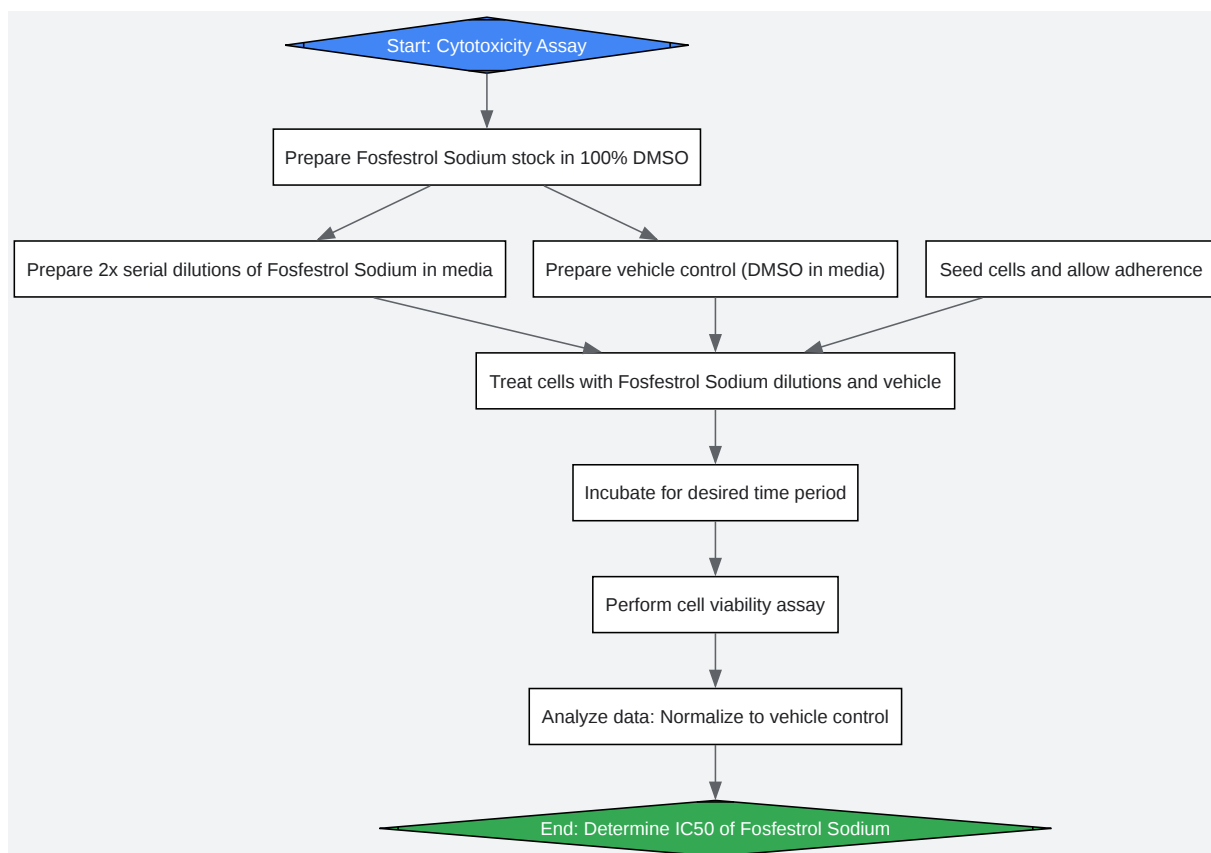 Start: Cytotoxicity Assay
Prepare Fosfestrol Sodium stock in 100% DMSO
Prepare 2x serial dilutions of Fosfestrol Sodium in media
Prepare vehicle control (DMSO in media)
Seed cells and allow adherence
Treat cells with Fosfestrol Sodium dilutions and vehicle
Incubate for desired time period
Perform cell viability assay
Analyze data: Normalize to vehicle control
End: Determine IC50 of Fosfestrol Sodium